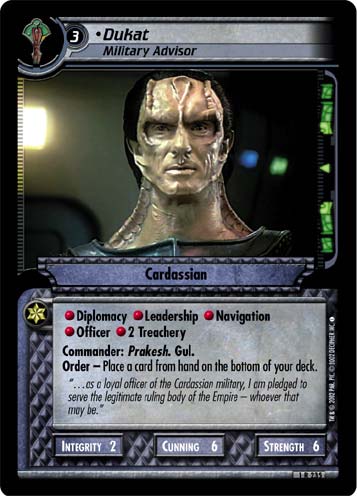 3
•Dukat
Military Advisor
Cardassian
Diplomacy Leadership Navigation
Officer 2 Treachery
Commander: Prakesh. Gul.
Order – Place a card from hand on the bottom of your deck.
“…as a loyal officer of the Cardassian military, I am pledged to
serve the legitimate ruling body of the Empire – whoever that
may be.”
INTEGRITY 2 CUNNING 6 STRENGTH 6
1 R 235